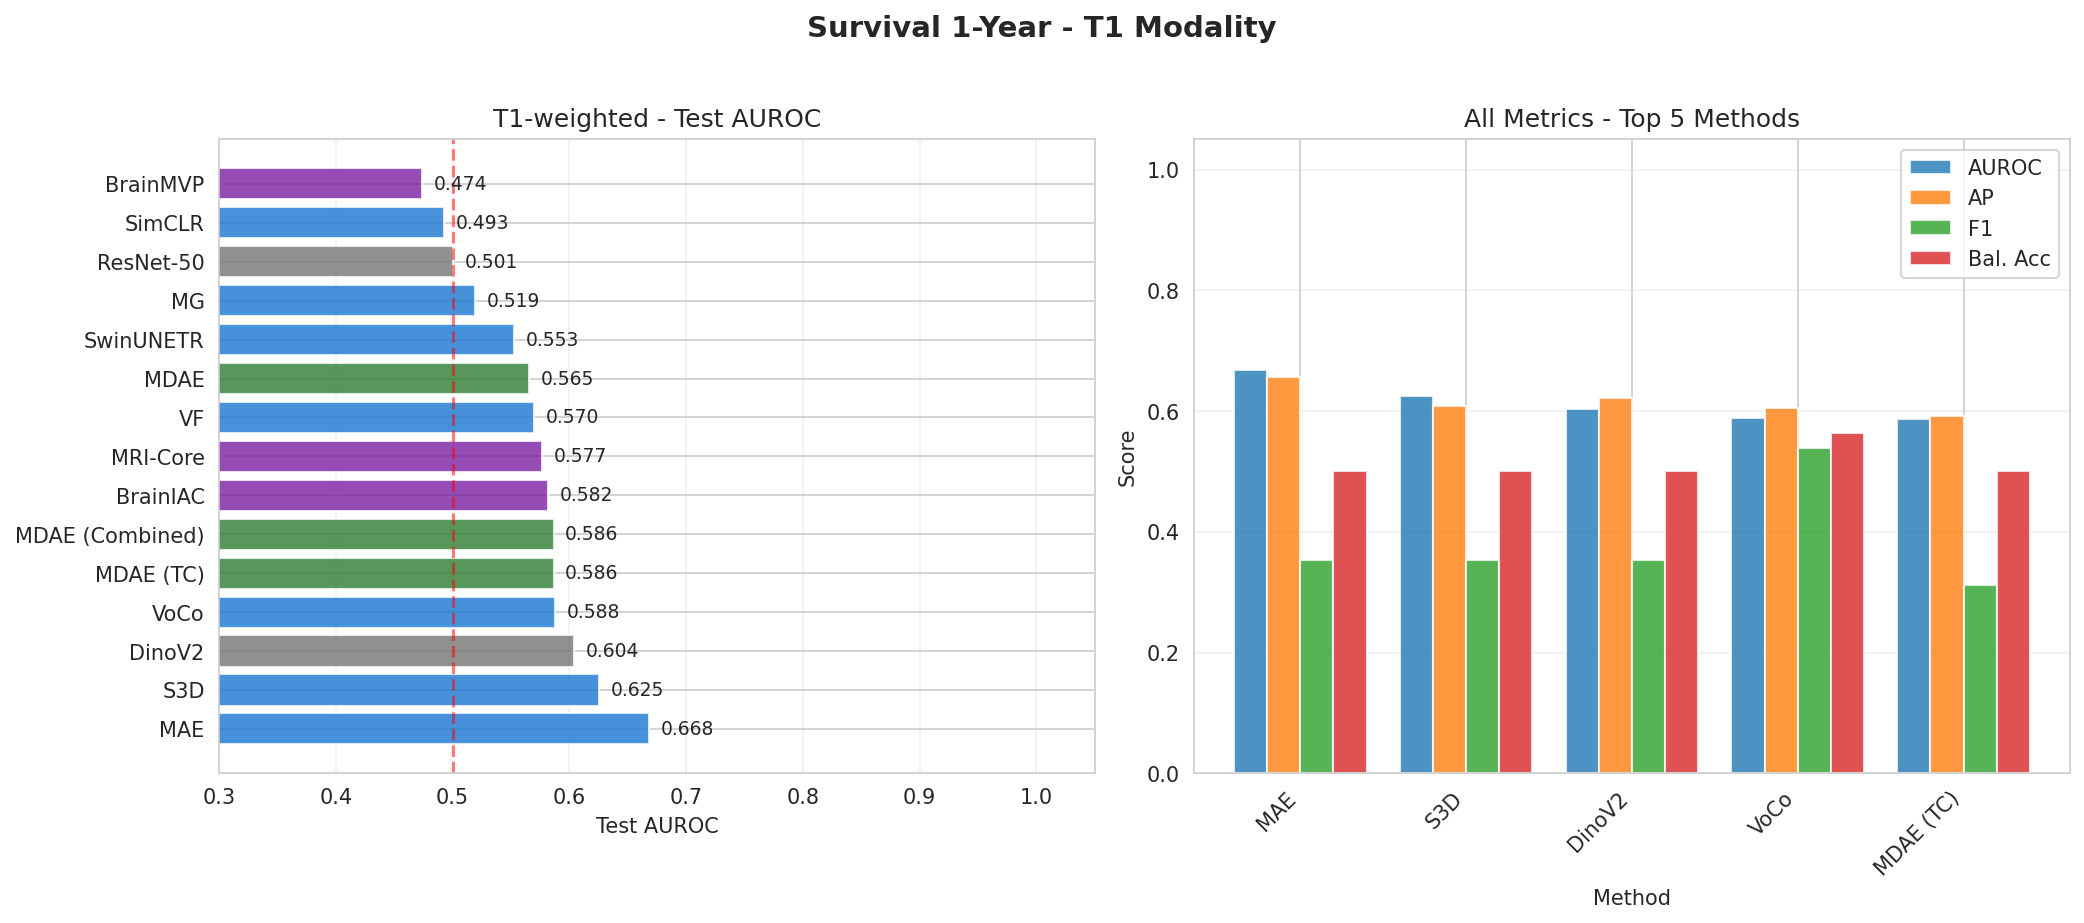 Survival 1-Year - T1 Modality
T1-weighted - Test AUROC
BrainMVP 0.474
SimCLR 0.493
ResNet-50 0.501
MG 0.519
SwinUNETR 0.553
MDAE 0.565
VF 0.570
MRI-Core 0.577
BrainIAC 0.582
MDAE (Combined) 0.586
MDAE (TC) 0.586
VoCo 0.588
DinoV2 0.604
S3D 0.625
MAE 0.668
0.3 0.4 0.5 0.6 0.7 0.8 0.9 1.0
Test AUROC
All Metrics - Top 5 Methods
AUROC
AP
F1
Bal. Acc
1.0
0.8
0.6
0.4
0.2
0.0
Score
MAE S3D DinoV2 VoCo MDAE (TC)
Method